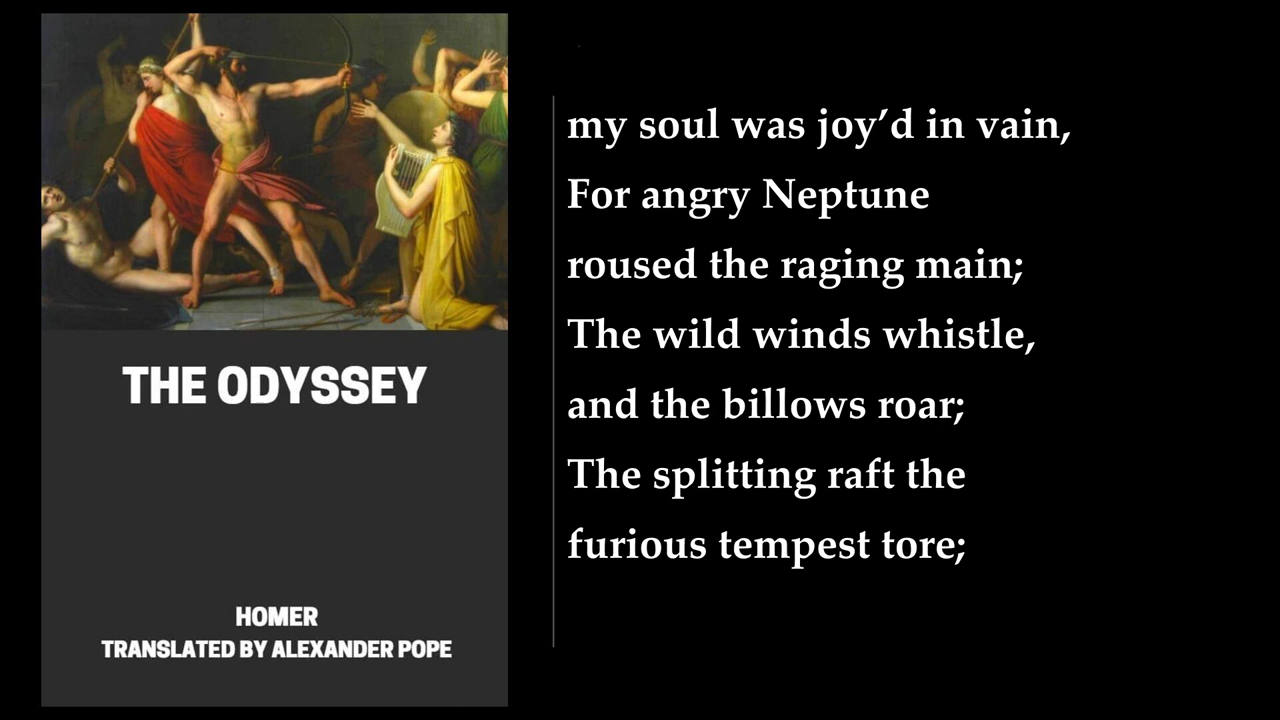 THE ODYSSEY
HOMER
TRANSLATED BY ALEXANDER POPE
my soul was joy’d in vain,
For angry Neptune
roused the raging main;
The wild winds whistle,
and the billows roar;
The splitting raft the
furious tempest tore;